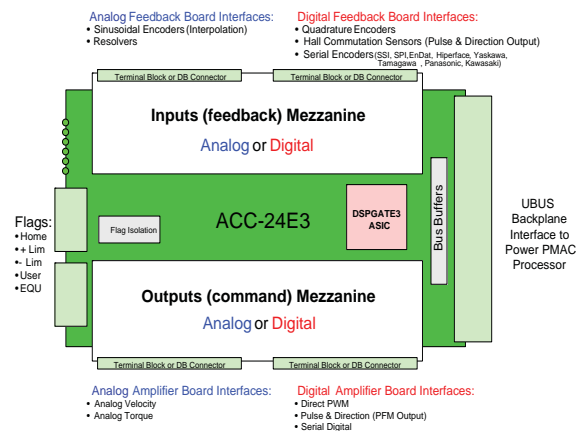 Analog Feedback Board Interfaces:
• Sinusoidal Encoders (Interpolation)
• Resolvers
Digital Feedback Board Interfaces:
• Quadrature Encoders
• Hall Commutation Sensors (Pulse & Direction Output)
• Serial Encoders (SSI, SPI, EnDat, Hiperface, Yaskawa,
Tamagawa , Panasonic, Kawasaki)
Terminal Block or DB Connector
Terminal Block or DB Connector
Inputs (feedback) Mezzanine
Analog or Digital
Flags:
• Home
• + Lim
• - Lim
• User
• EQU
Flag Isolation
ACC-24E3
DSPGATE3
ASIC
Bus Buffers
UBUS
Backplane
Interface to
Power PMAC
Processor
Outputs (command) Mezzanine
Analog or Digital
Terminal Block or DB Connector
Terminal Block or DB Connector
Analog Amplifier Board Interfaces:
• Analog Velocity
• Analog Torque
Digital Amplifier Board Interfaces:
• Direct PWM
• Pulse & Direction (PFM Output)
• Serial Digital